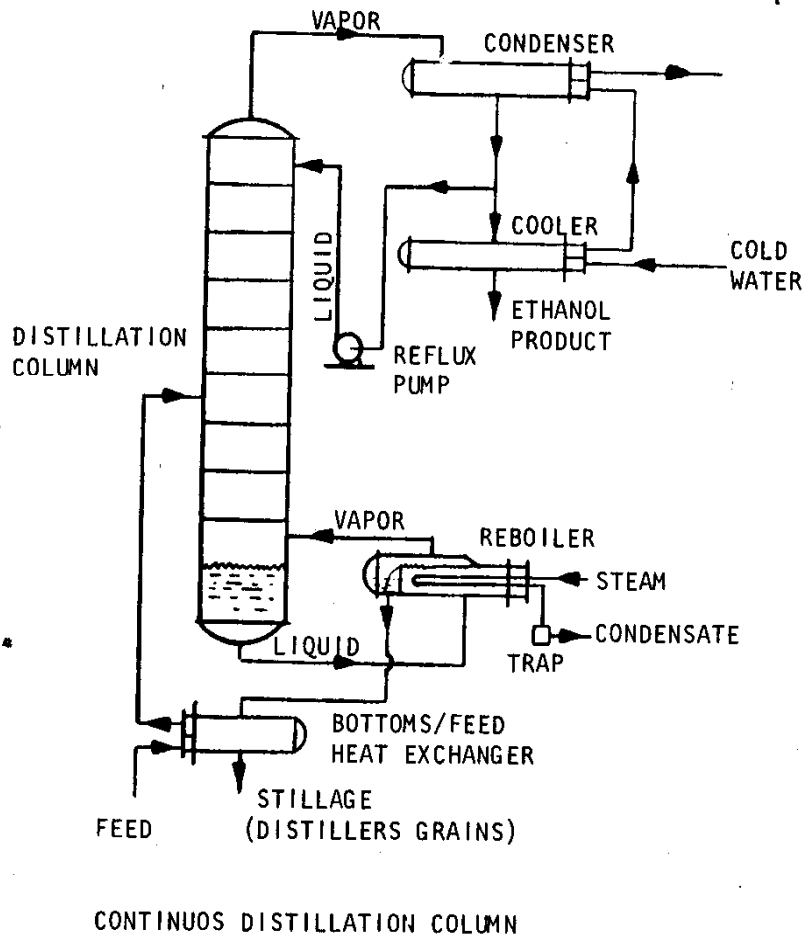 VAPOR
CONDENSER
COOLER
COLD
WATER
LIQUID
ETHANOL
PRODUCT
DISTILLATION
COLUMN
REFLUX
PUMP
VAPOR
REBOILER
STEAM
CONDENSATE
TRAP
LIQUID
BOTTOMS/FEED
HEAT EXCHANGER
STILLAGE
(DISTILLERS GRAINS)
FEED
CONTINUOS DISTILLATION COLUMN